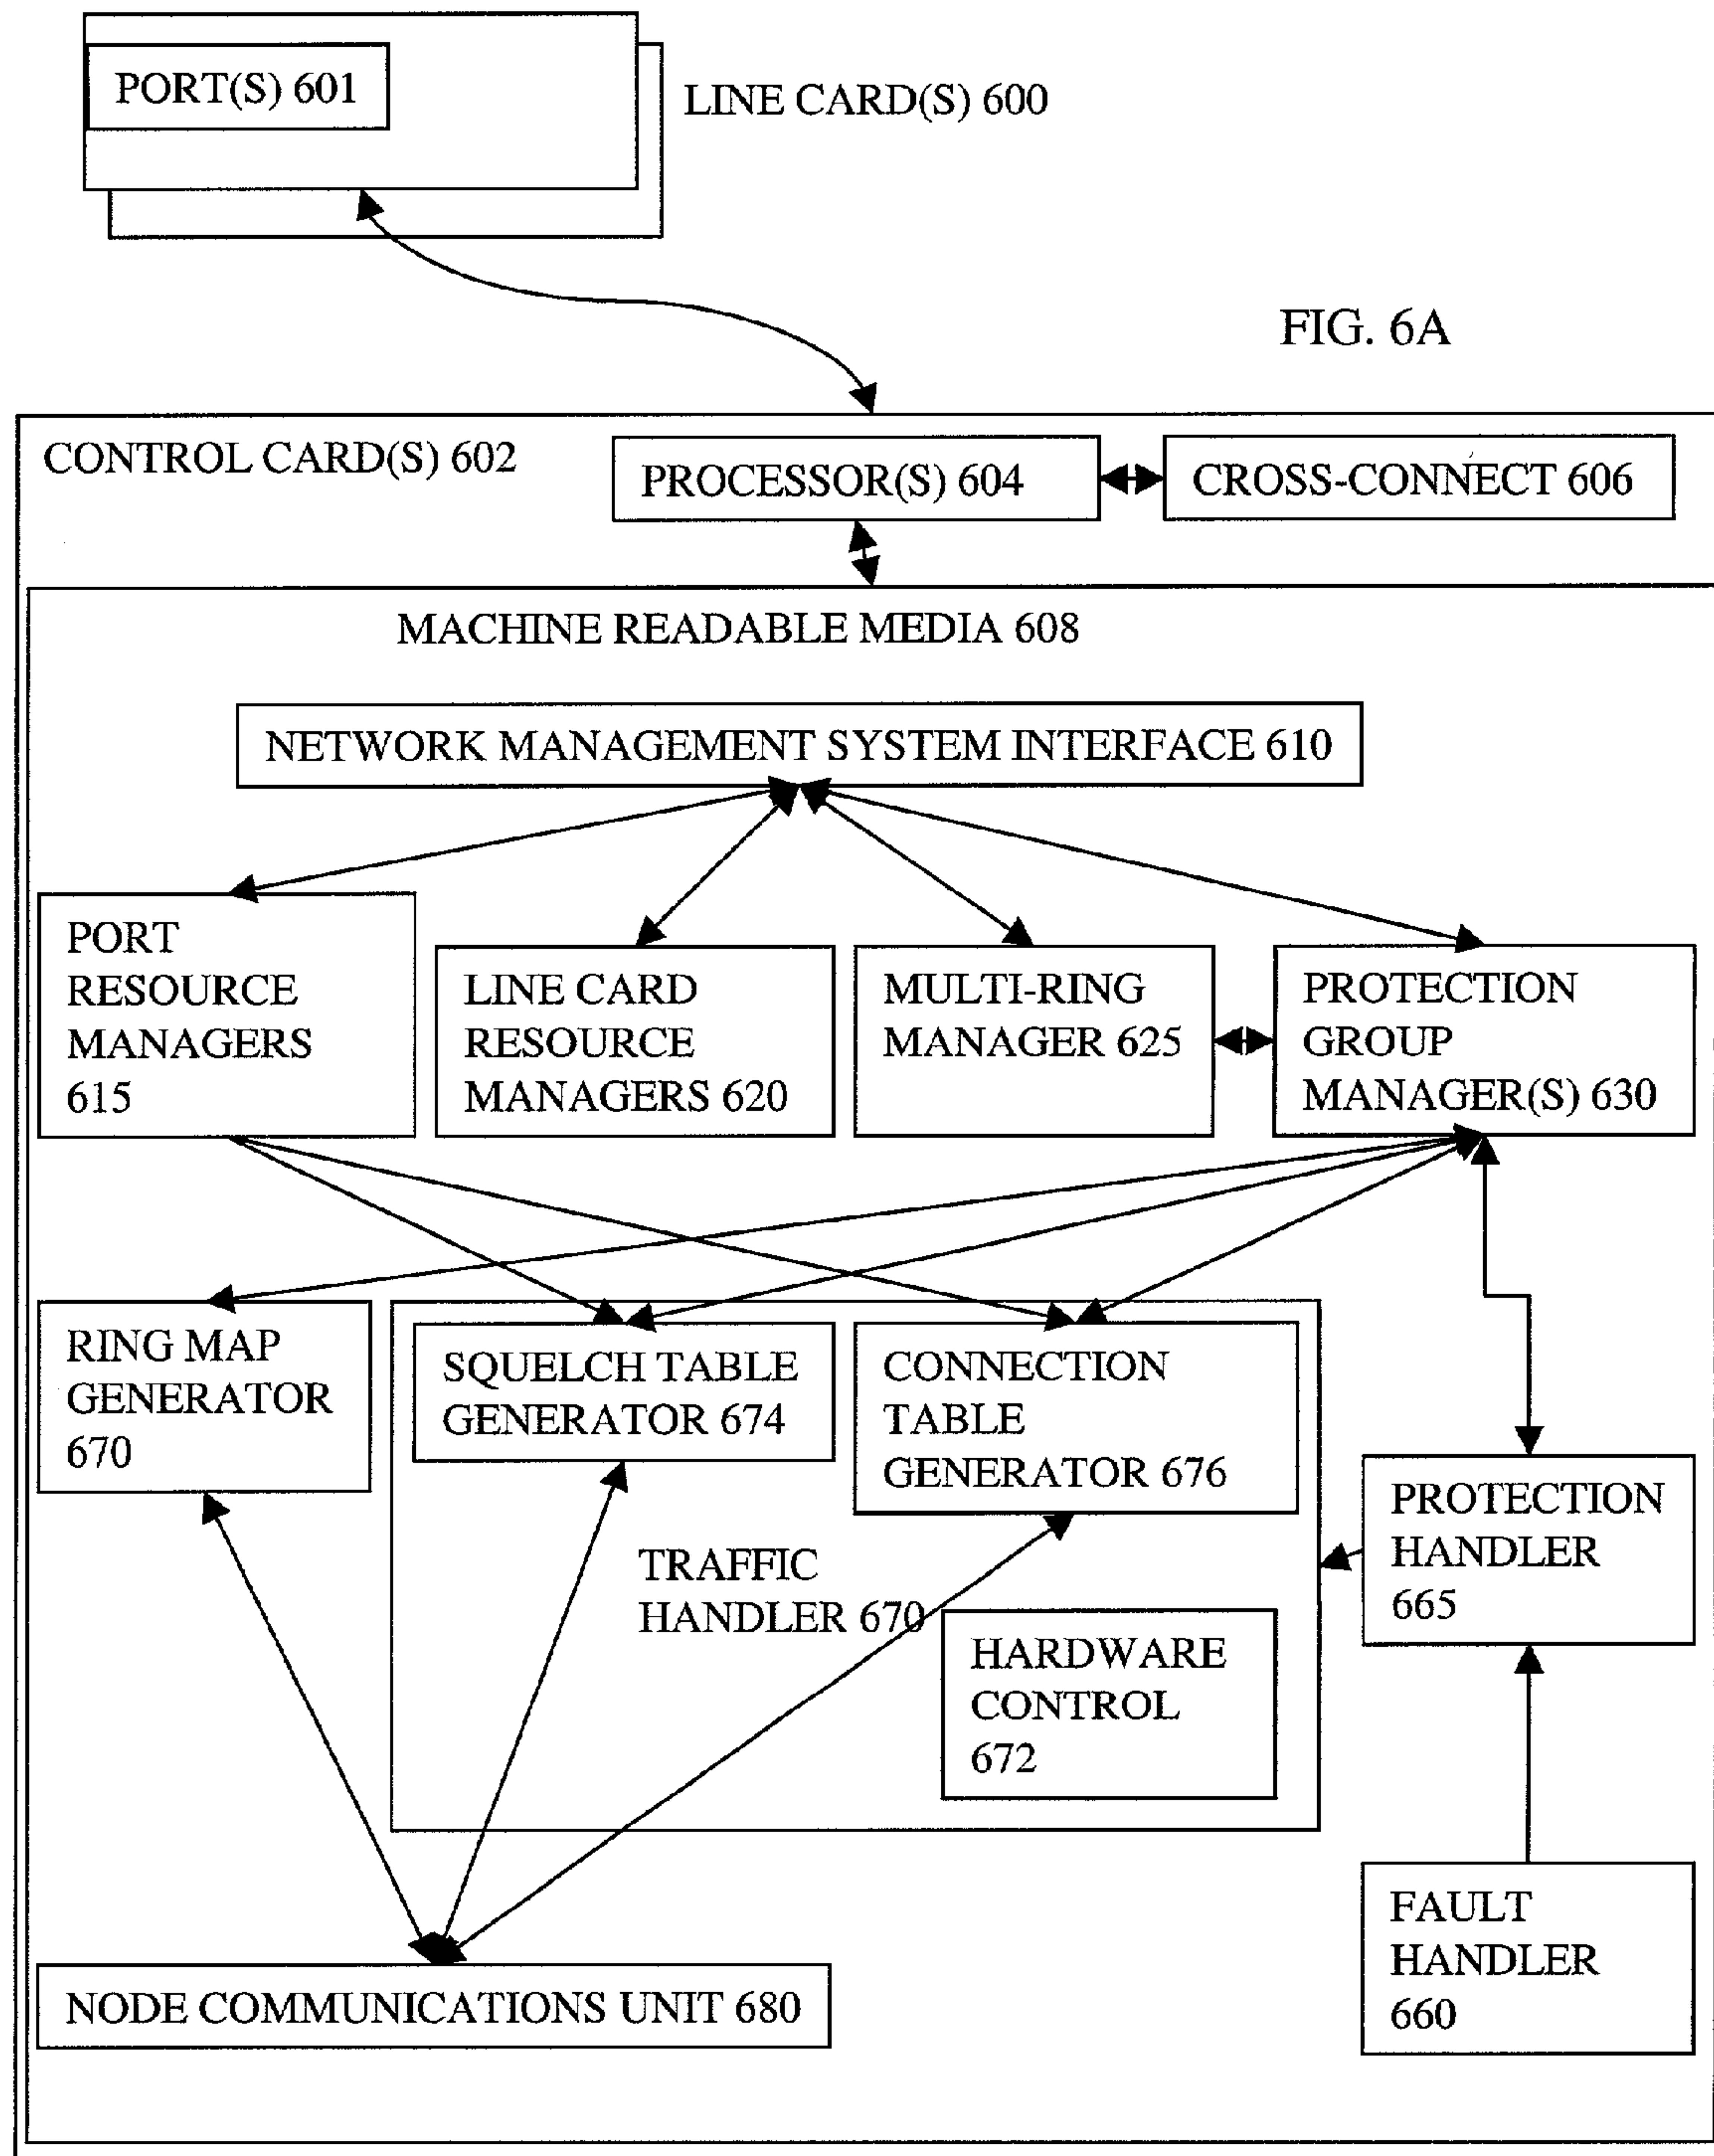 PORT(S) 601
LINE CARD(S) 600
FIG. 6A
CONTROL CARD(S) 602
PROCESSOR(S) 604
CROSS-CONNECT 606
MACHINE READABLE MEDIA 608
NETWORK MANAGEMENT SYSTEM INTERFACE 610
PORT
RESOURCE
MANAGERS
615
LINE CARD
RESOURCE
MANAGERS 620
MULTI-RING
MANAGER 625
PROTECTION
GROUP
MANAGER(S) 630
RING MAP
GENERATOR
670
SQUELCH TABLE
GENERATOR 674
CONNECTION
TABLE
GENERATOR 676
TRAFFIC
HANDLER 670
HARDWARE
CONTROL
672
PROTECTION
HANDLER
665
FAULT
HANDLER
660
NODE COMMUNICATIONS UNIT 680